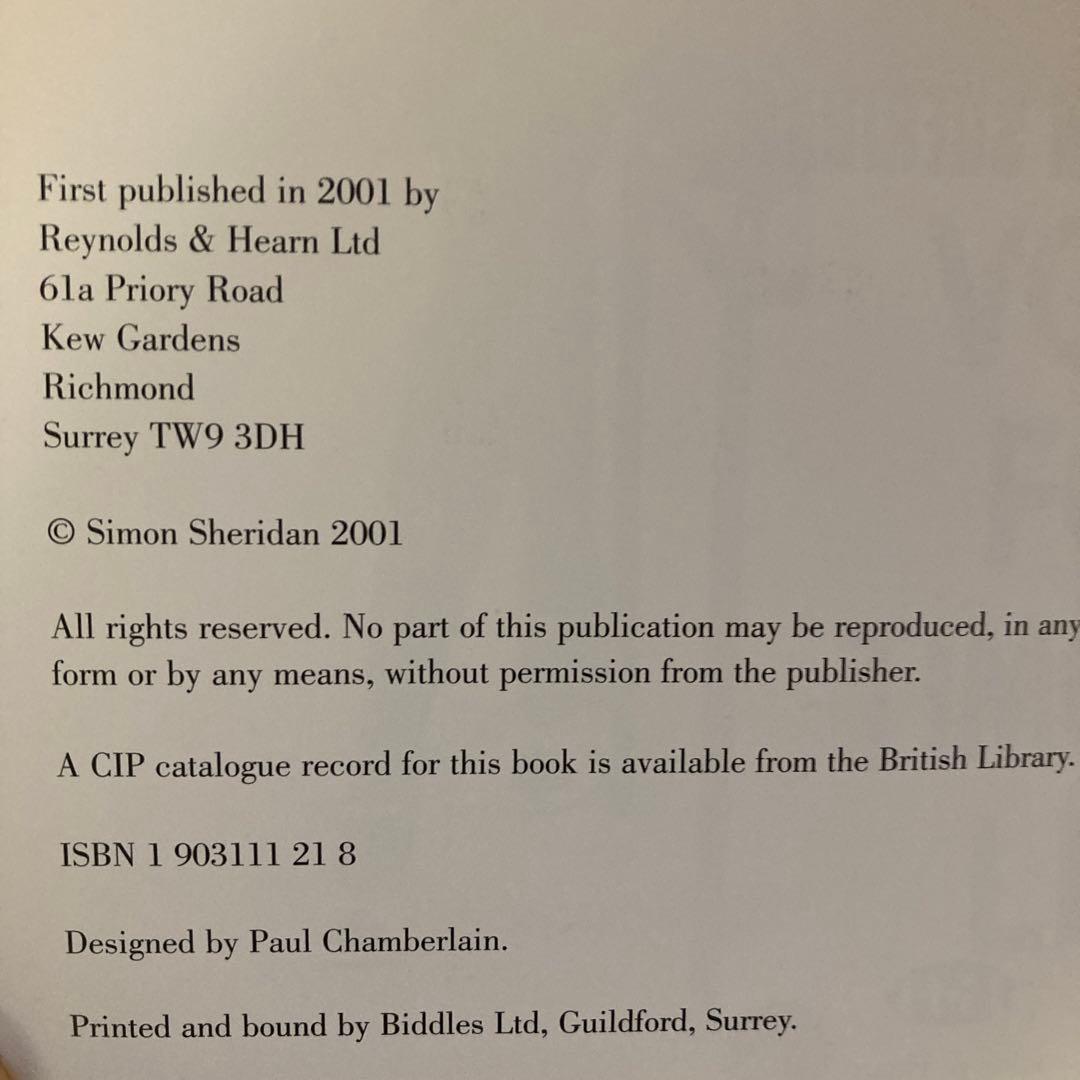 First published in 2001 by
Reynolds & Hearn Ltd
61a Priory Road
Kew Gardens
Richmond
Surrey TW9 3DH
© Simon Sheridan 2001
All rights reserved. No part of this publication may be reproduced, in any
form or by any means, without permission from the publisher.
A CIP catalogue record for this book is available from the British Library.
ISBN 1 903111 21 8
Designed by Paul Chamberlain.
Printed and bound by Biddles Ltd, Guildford, Surrey.